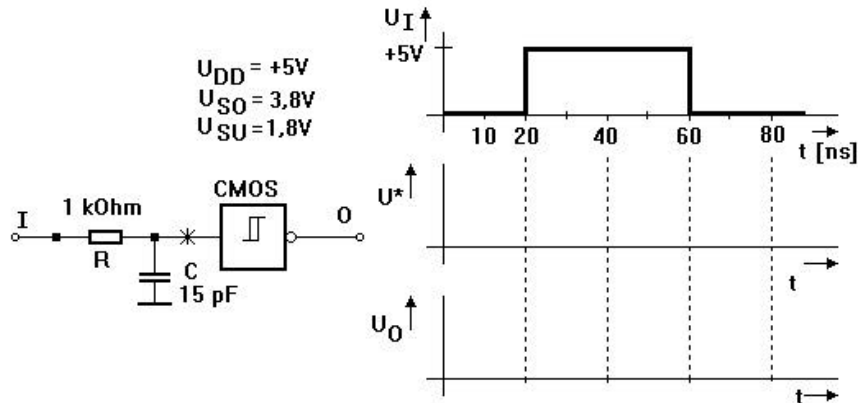 U_I
+5V
U_DD = +5V
U_SO = 3,8V
U_SU =1,8V
10 20 40 60 80
t [ns]
U*
CMOS
I
1 kOhm
O
R
C
15 pF
t
U_O
t